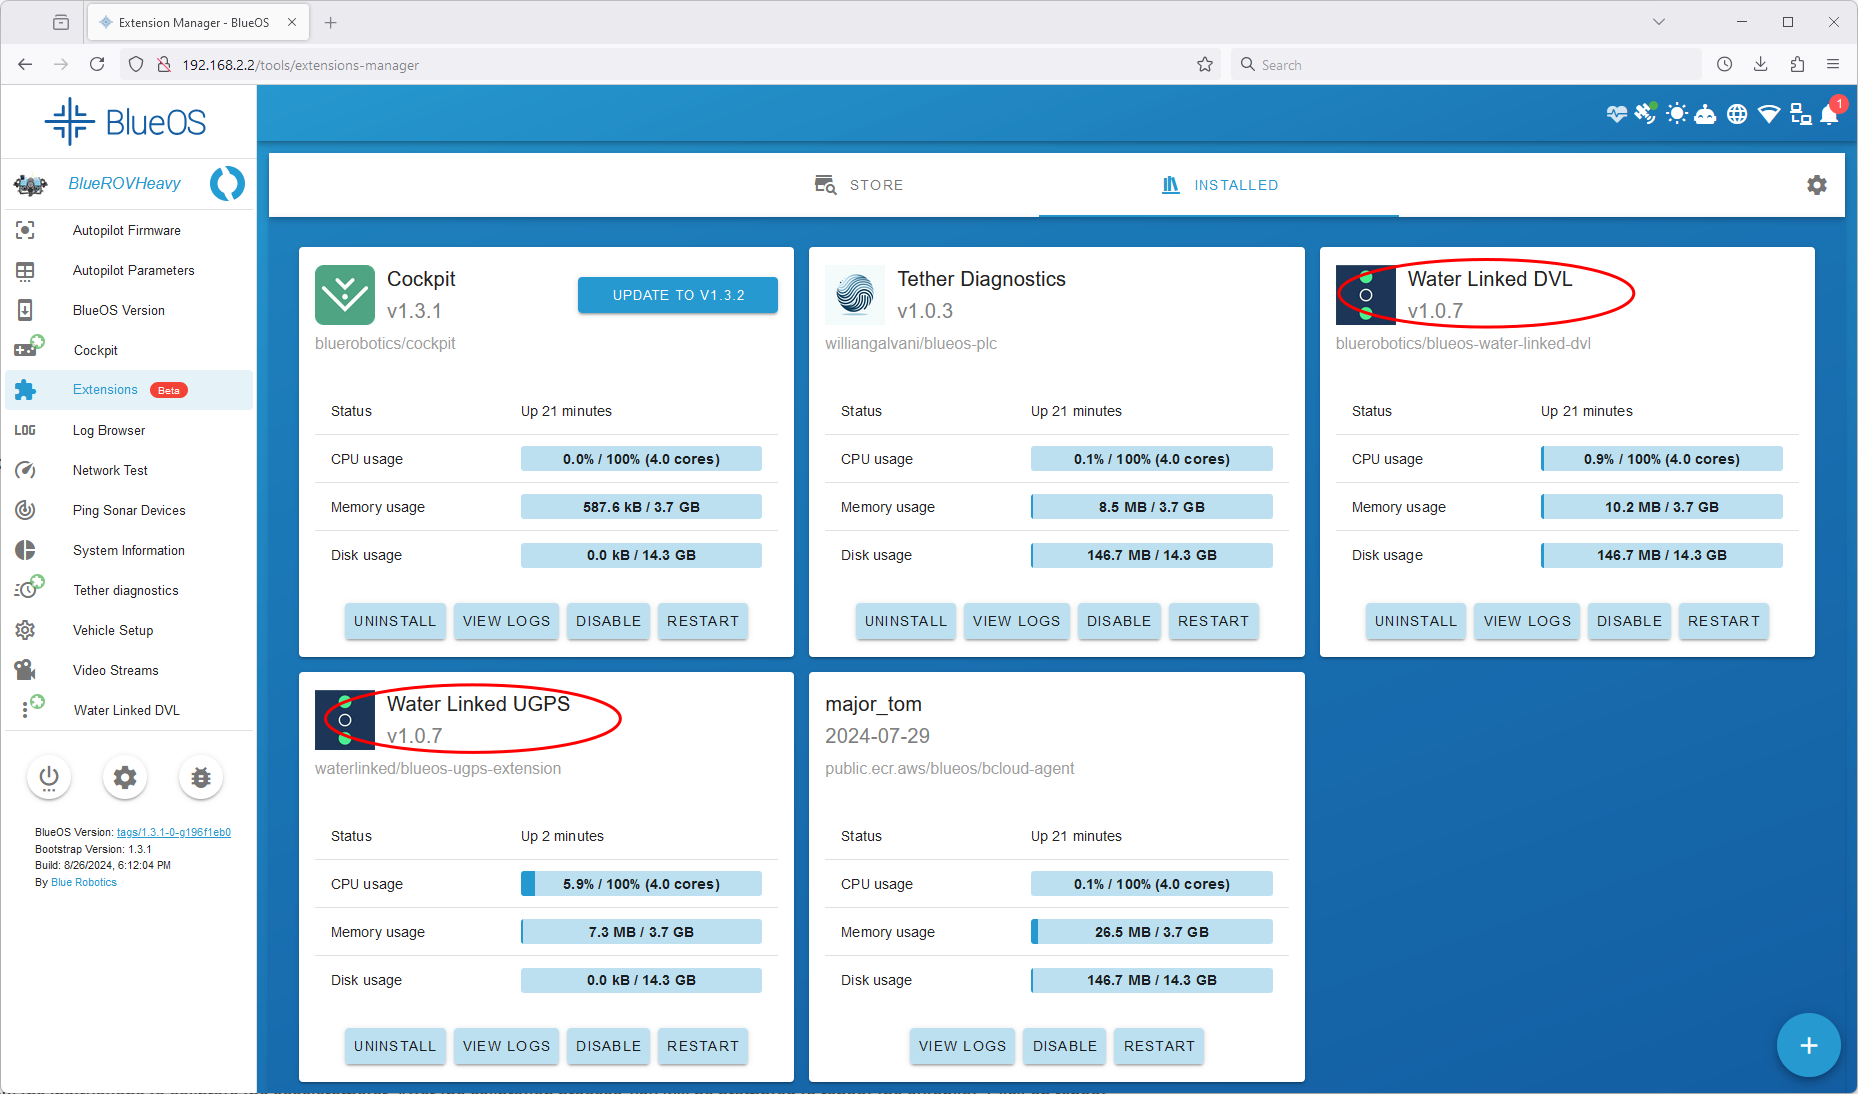 Extension Manager - BlueOS
192.168.2.2/tools/extensions-manager
Search
BlueOS
1
BlueROVHeavy
STORE
INSTALLED
Autopilot Firmware
Autopilot Parameters
BlueOS Version
Cockpit
Extensions Beta
LOG Log Browser
Network Test
Ping Sonar Devices
System Information
Tether diagnostics
Vehicle Setup
Video Streams
Water Linked DVL
BlueOS Version: tags/1.3.1-0-g196f1eb0
Bootstrap Version: 1.3.1
Build: 8/26/2024, 6:12:04 PM
By Blue Robotics
Cockpit
v1.3.1
UPDATE TO V1.3.2
bluerobotics/cockpit
Status Up 21 minutes
CPU usage 0.0% / 100% (4.0 cores)
Memory usage 587.6 kB / 3.7 GB
Disk usage 0.0 kB / 14.3 GB
UNINSTALL VIEW LOGS DISABLE RESTART
Tether Diagnostics
v1.0.3
williangalvani/blueos-plc
Status Up 21 minutes
CPU usage 0.1% / 100% (4.0 cores)
Memory usage 8.5 MB / 3.7 GB
Disk usage 146.7 MB / 14.3 GB
UNINSTALL VIEW LOGS DISABLE RESTART
Water Linked DVL
v1.0.7
bluerobotics/blueos-water-linked-dvl
Status Up 21 minutes
CPU usage 0.9% / 100% (4.0 cores)
Memory usage 10.2 MB / 3.7 GB
Disk usage 146.7 MB / 14.3 GB
UNINSTALL VIEW LOGS DISABLE RESTART
Water Linked UGPS
v1.0.7
waterlinked/blueos-ugps-extension
Status Up 2 minutes
CPU usage 5.9% / 100% (4.0 cores)
Memory usage 7.3 MB / 3.7 GB
Disk usage 0.0 kB / 14.3 GB
UNINSTALL VIEW LOGS DISABLE RESTART
major_tom
2024-07-29
public.ecr.aws/blueos/bcloud-agent
Status Up 21 minutes
CPU usage 0.1% / 100% (4.0 cores)
Memory usage 26.5 MB / 3.7 GB
Disk usage 146.7 MB / 14.3 GB
VIEW LOGS DISABLE RESTART